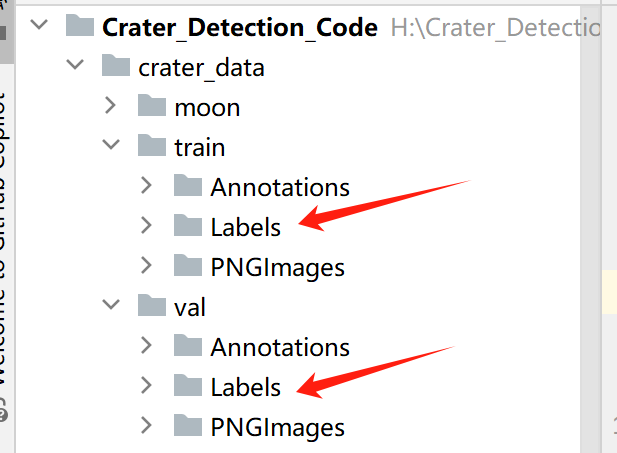 Crater_Detection_Code H:\Crater_Detectio
crater_data
moon
train
Annotations
Labels
PNGImages
val
Annotations
Labels
PNGImages
Welcome to GitHub Copilot